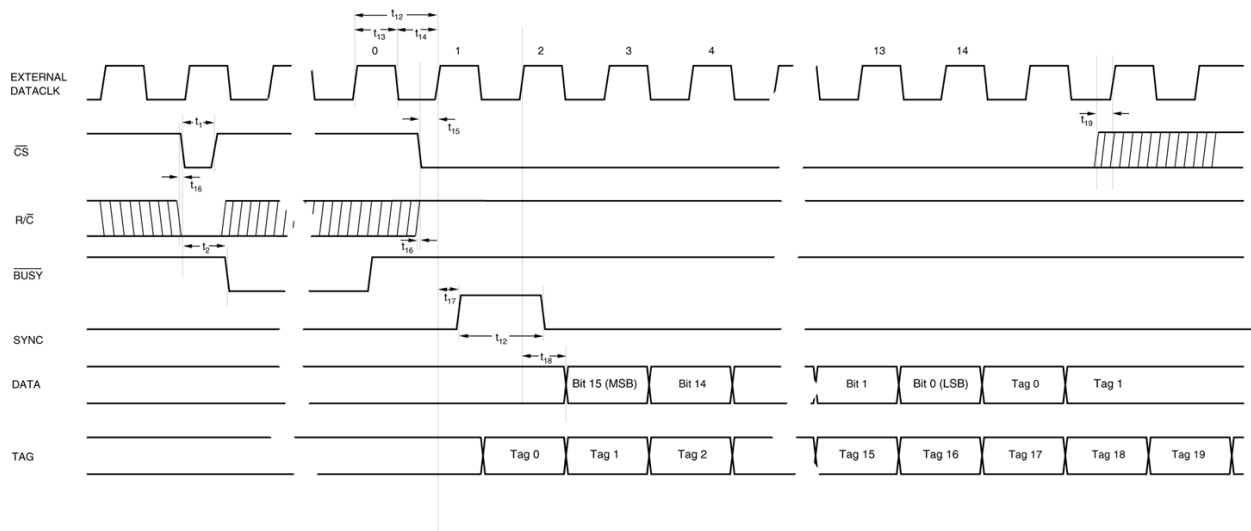 t12
t13 t14
0 1 2 3 4 13 14
EXTERNAL
DATACLK
t1 t15 t19
CS
t16
R/C
t2 t16
BUSY
t17
SYNC
t12
t18
DATA Bit 15 (MSB) Bit 14 Bit 1 Bit 0 (LSB) Tag 0 Tag 1
TAG Tag 0 Tag 1 Tag 2 Tag 15 Tag 16 Tag 17 Tag 18 Tag 19